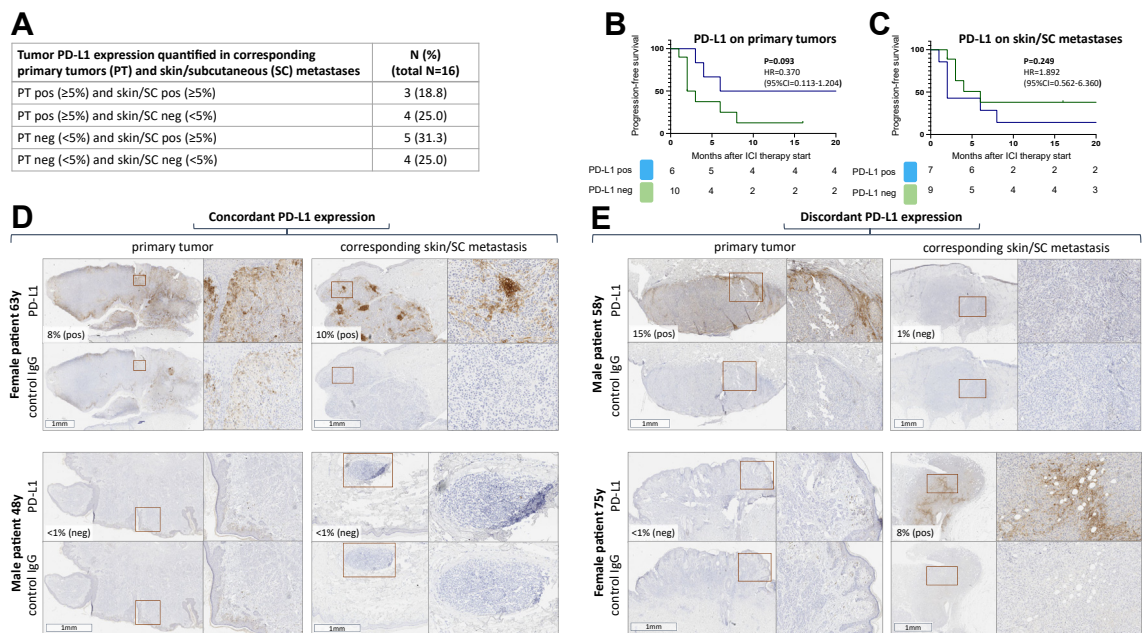 A
Tumor PD-L1 expression quantified in corresponding
primary tumors (PT) and skin/subcutaneous (SC) metastases
N (%)
(total N=16)
PT pos (≥5%) and skin/SC pos (≥5%)
3 (18.8)
PT pos (≥5%) and skin/SC neg (<5%)
4 (25.0)
PT neg (<5%) and skin/SC pos (≥5%)
5 (31.3)
PT neg (<5%) and skin/SC neg (<5%)
4 (25.0)
B
PD-L1 on primary tumors
Progression-free survival
100
50
0
P=0.093
HR=0.370
(95%CI=0.113-1.204)
0 5 10 15 20
Months after ICI therapy start
PD-L1 pos 6 5 4 4 4
PD-L1 neg 10 4 2 2 2
C
PD-L1 on skin/SC metastases
Progression-free survival
100
50
0
P=0.249
HR=1.892
(95%CI=0.562-6.360)
0 5 10 15 20
Months after ICI therapy start
PD-L1 pos 7 6 2 2 2
PD-L1 neg 9 5 4 4 3
D
Concordant PD-L1 expression
primary tumor
corresponding skin/SC metastasis
Female patient 63y
PD-L1
8% (pos)
10% (pos)
control IgG
1mm
1mm
Male patient 48y
PD-L1
<1% (neg)
<1% (neg)
control IgG
1mm
1mm
E
Discordant PD-L1 expression
primary tumor
corresponding skin/SC metastasis
Male patient 58y
PD-L1
15% (pos)
1% (neg)
control IgG
1mm
1mm
Female patient 75y
PD-L1
<1% (neg)
8% (pos)
control IgG
1mm
1mm